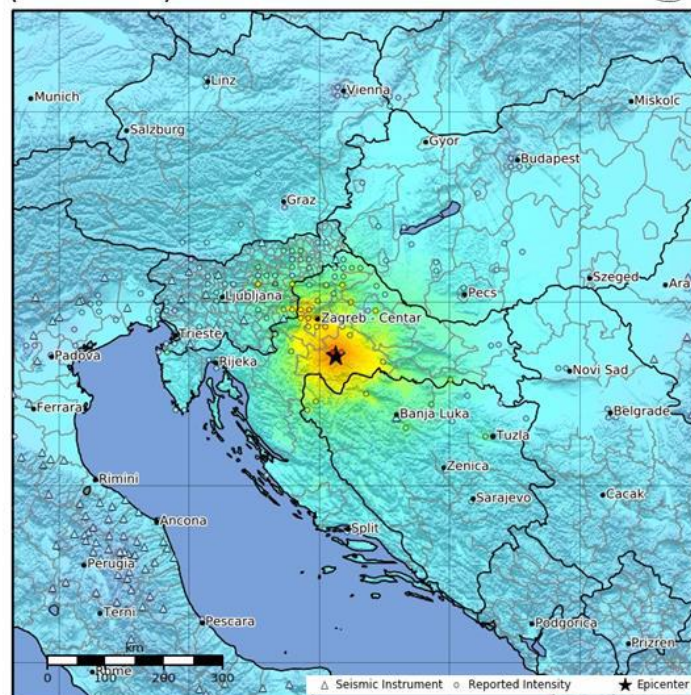 Linz
Munich
Vienna
Miskolc
Salzburg
Gyor
Budapest
Graz
Szeged
Ara
Ljubljana
Pecs
Zagreb - Centar
Trieste
Padova
Rijeka
Novi Sad
Ferrara
Banja Luka
Belgrade
Tuzla
Zenica
Rimini
Sarajevo
Cacak
Ancona
Split
Perugia
Terni
Pescara
Podgorica
Prizren
km
0 100 200 300
Rome
△ Seismic Instrument ○ Reported Intensity ★ Epicenter